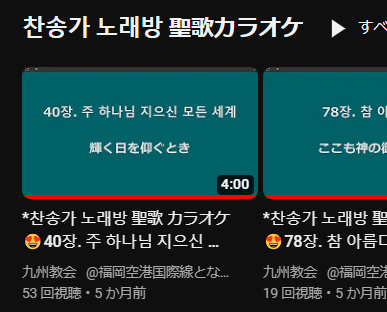 찬송가 노래방 聖歌カラオケ ▶ すべ
40장. 주 하나님 지으신 모든 세계
輝く日を仰ぐとき
4:00
78장. 참 아
ここも神の
*찬송가 노래방 聖歌 カラオケ
😍40장. 주 하나님 지으신 ...
九州教会 @福岡空港国際線とな...
53 回視聴・5 か月前
*찬송가 노래방 聖
😍78장. 참 아름다
九州教会 @福岡空
19 回視聴・5 か月前